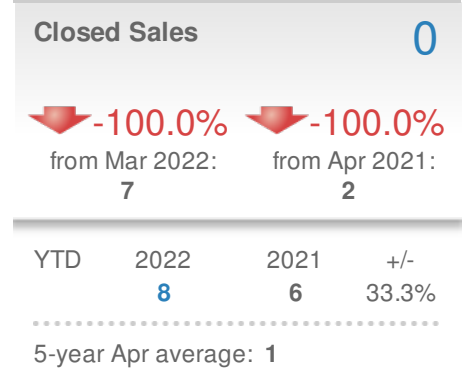 Closed Sales 0
-100.0% -100.0%
from Mar 2022: from Apr 2021:
7 2
YTD 2022 2021 +/-
8 6 33.3%
5-year Apr average: 1